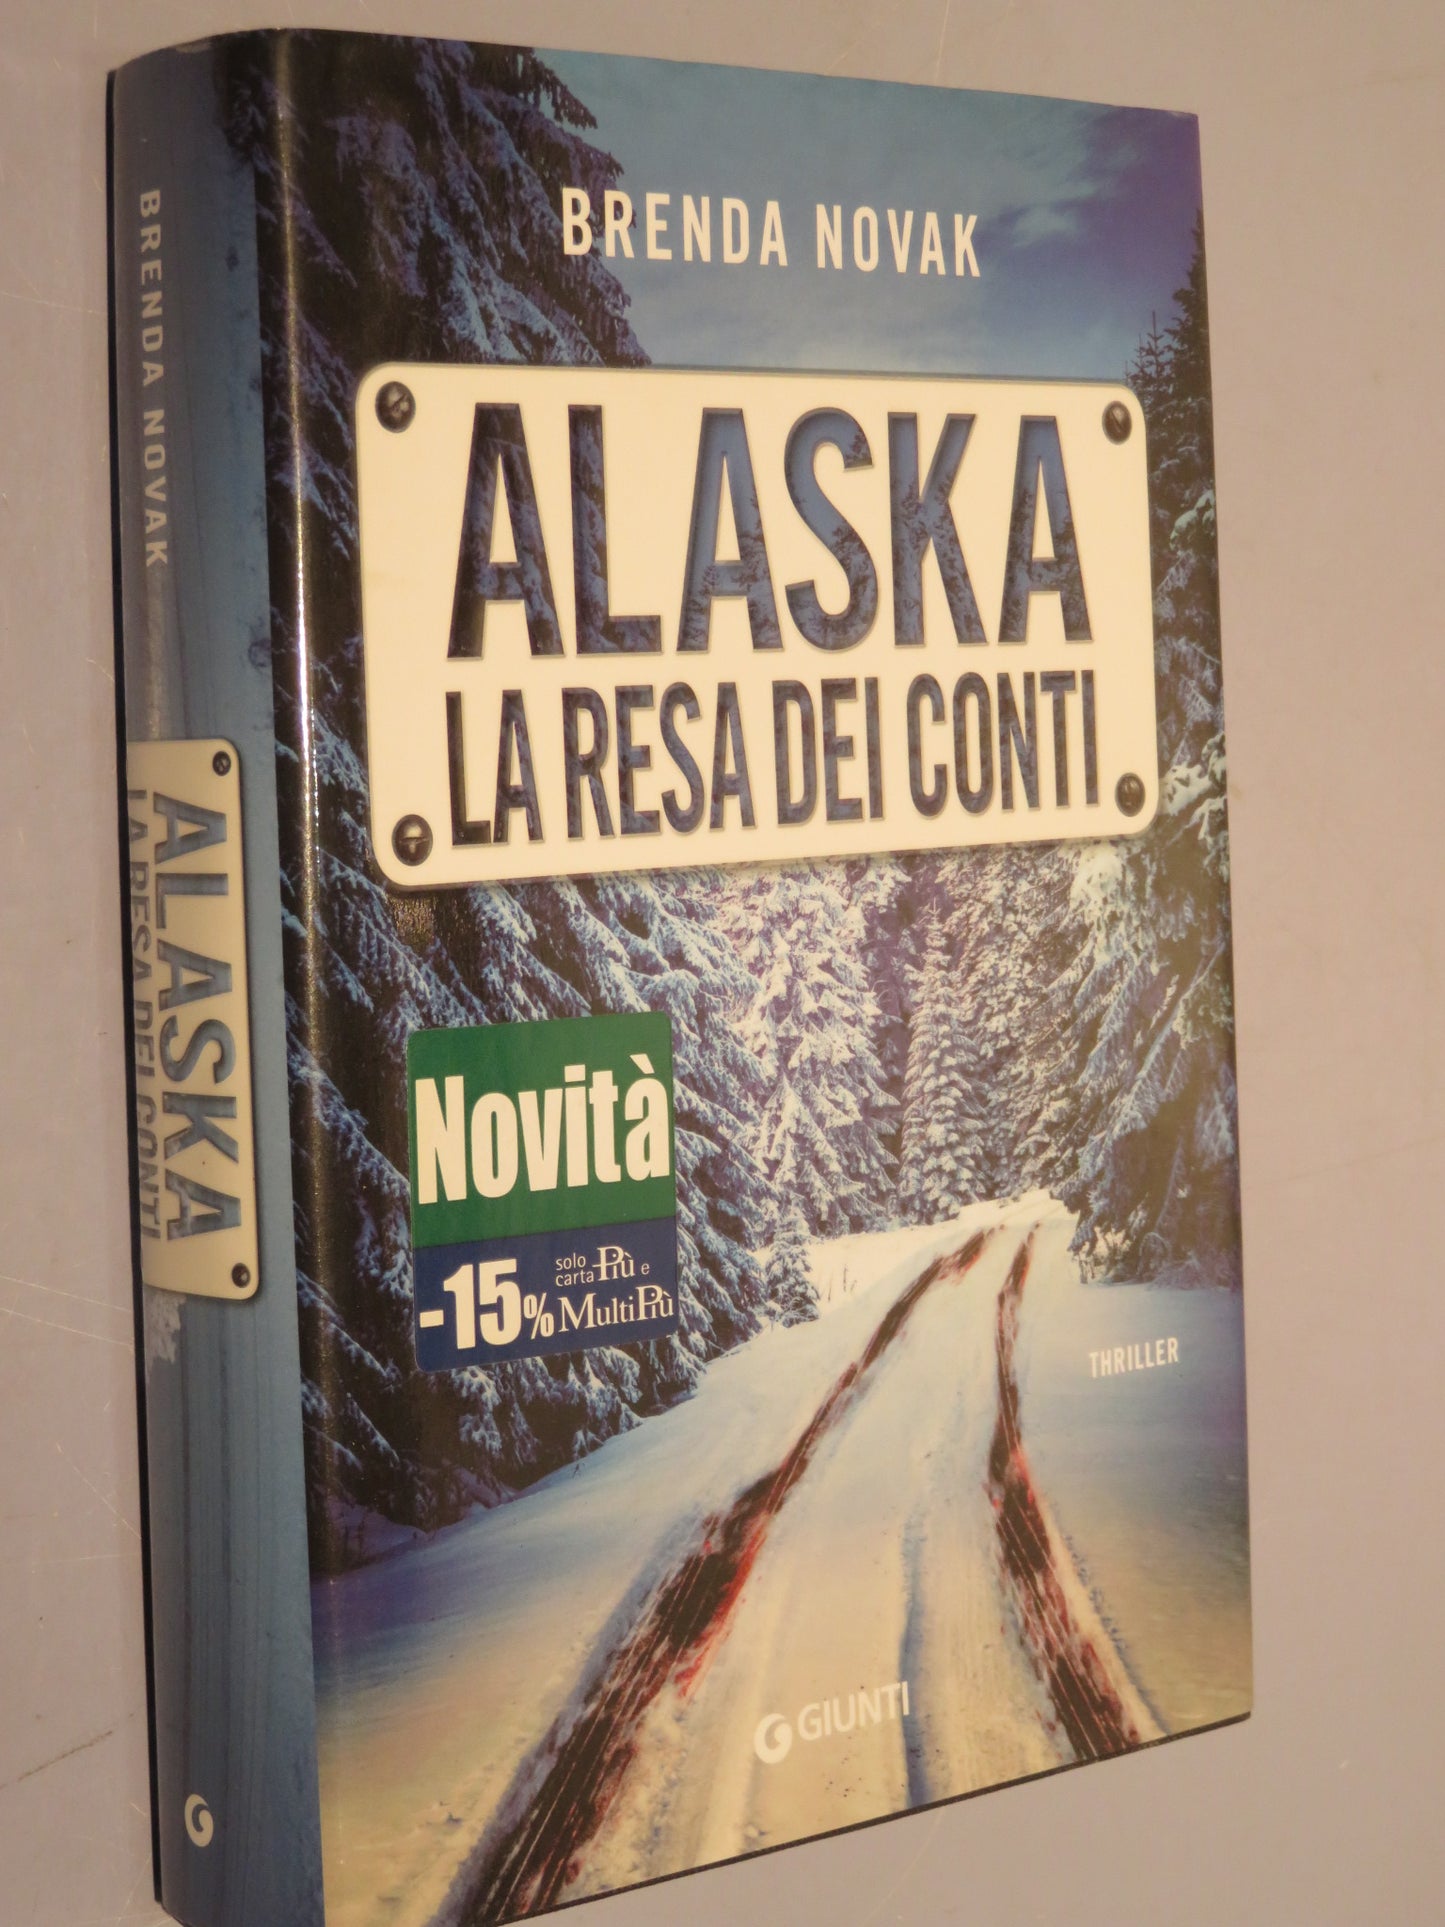 BRENDA NOVAK
ALASKA
LA RESA DEI CONTI
Novità
-15% solo carta Più e
MultiPiù
THRILLER
GIUNTI
BRENDA NOVAK
ALASKA
LA RESA DEI CONTI